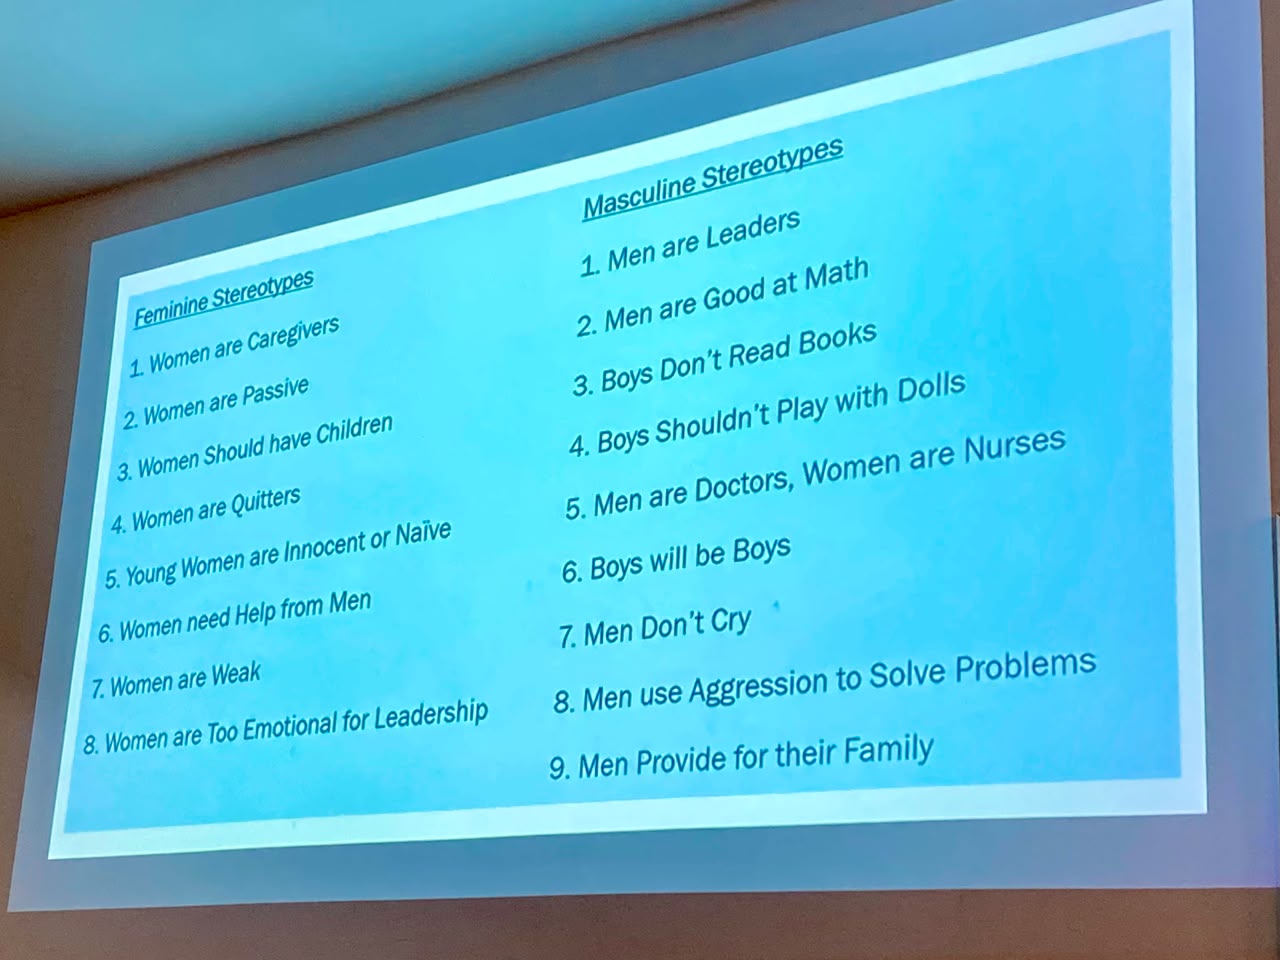 Feminine Stereotypes
1. Women are Caregivers
2. Women are Passive
3. Women Should have Children
4. Women are Quitters
5. Young Women are Innocent or Naïve
6. Women need Help from Men
7. Women are Weak
8. Women are Too Emotional for Leadership
Masculine Stereotypes
1. Men are Leaders
2. Men are Good at Math
3. Boys Don't Read Books
4. Boys Shouldn't Play with Dolls
5. Men are Doctors, Women are Nurses
6. Boys will be Boys
7. Men Don't Cry
8. Men use Aggression to Solve Problems
9. Men Provide for their Family